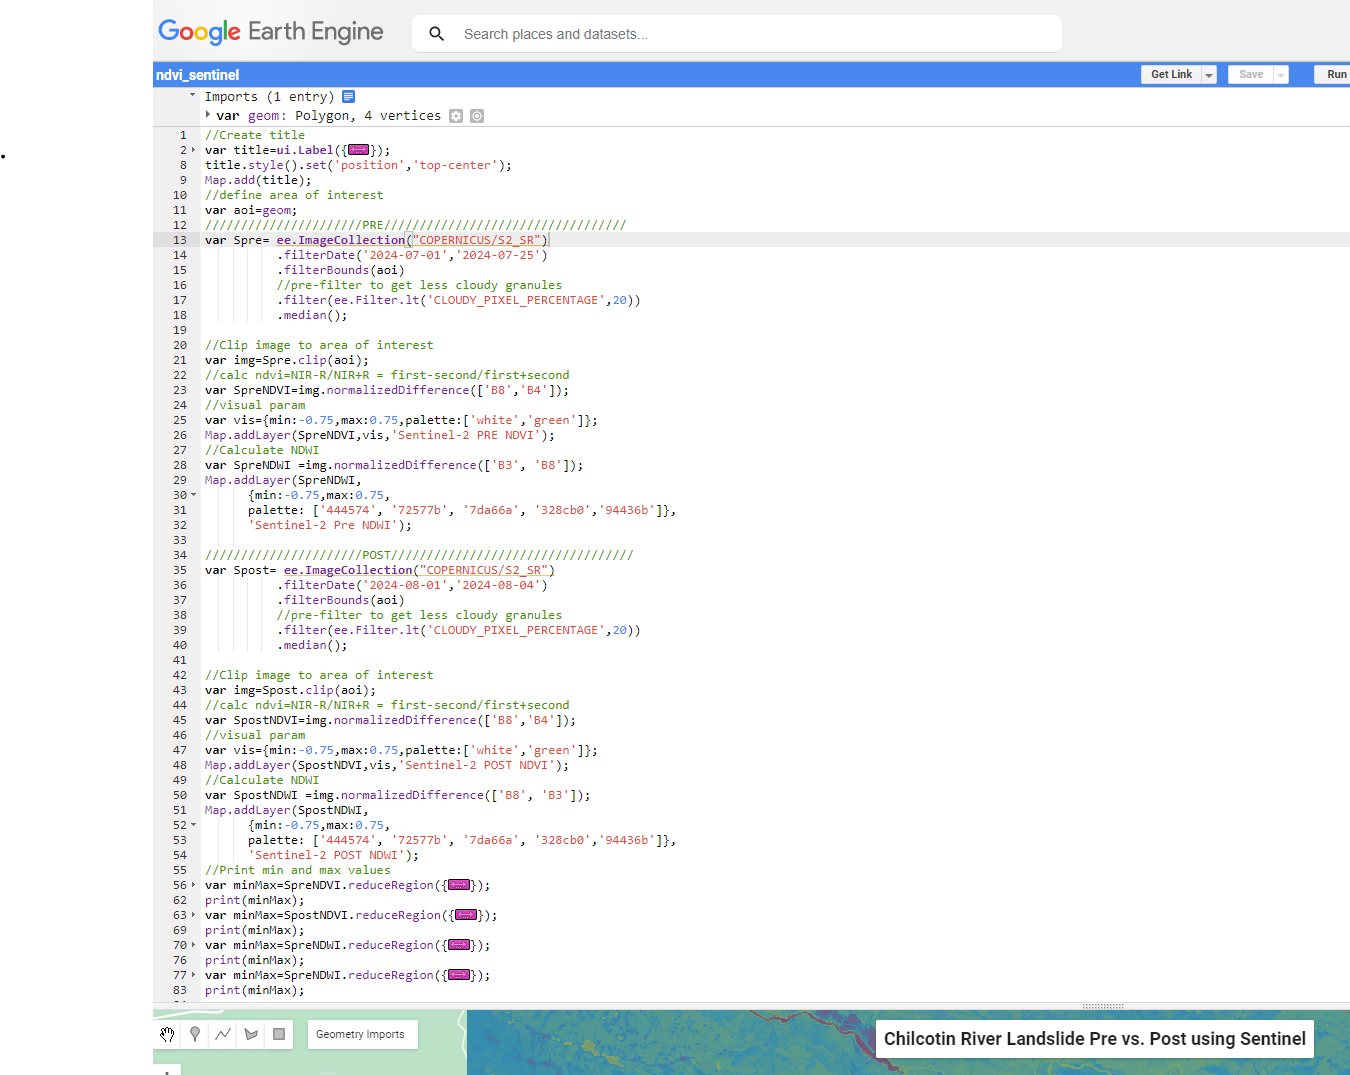 Google Earth Engine
Search places and datasets...
ndvi_sentinel
Get Link
Save
Run
Imports (1 entry)
var geom: Polygon, 4 vertices
1 //Create title
2 var title=ui.Label({});
8 title.style().set('position','top-center');
9 Map.add(title);
10 //define area of interest
11 var aoi=geom;
12 //////////////////////PRE//////////////////////////////////
13 var Spre= ee.ImageCollection("COPERNICUS/S2_SR")
14 .filterDate('2024-07-01','2024-07-25')
15 .filterBounds(aoi)
16 //pre-filter to get less cloudy granules
17 .filter(ee.Filter.lt('CLOUDY_PIXEL_PERCENTAGE',20))
18 .median();
19
20 //Clip image to area of interest
21 var img=Spre.clip(aoi);
22 //calc ndvi=NIR-R/NIR+R = first-second/first+second
23 var SpreNDVI=img.normalizedDifference(['B8','B4']);
24 //visual param
25 var vis={min:-0.75,max:0.75,palette:['white','green']};
26 Map.addLayer(SpreNDVI,vis,'Sentinel-2 PRE NDVI');
27 //Calculate NDWI
28 var SpreNDWI =img.normalizedDifference(['B3', 'B8']);
29 Map.addLayer(SpreNDWI,
30 {min:-0.75,max:0.75,
31 palette: ['444574', '72577b', '7da66a', '328cb0','94436b']},
32 'Sentinel-2 Pre NDWI');
33
34 //////////////////////POST//////////////////////////////////
35 var Spost= ee.ImageCollection("COPERNICUS/S2_SR")
36 .filterDate('2024-08-01','2024-08-04')
37 .filterBounds(aoi)
38 //pre-filter to get less cloudy granules
39 .filter(ee.Filter.lt('CLOUDY_PIXEL_PERCENTAGE',20))
40 .median();
41
42 //Clip image to area of interest
43 var img=Spost.clip(aoi);
44 //calc ndvi=NIR-R/NIR+R = first-second/first+second
45 var SpostNDVI=img.normalizedDifference(['B8','B4']);
46 //visual param
47 var vis={min:-0.75,max:0.75,palette:['white','green']};
48 Map.addLayer(SpostNDVI,vis,'Sentinel-2 POST NDVI');
49 //Calculate NDWI
50 var SpostNDWI =img.normalizedDifference(['B8', 'B3']);
51 Map.addLayer(SpostNDWI,
52 {min:-0.75,max:0.75,
53 palette: ['444574', '72577b', '7da66a', '328cb0','94436b']},
54 'Sentinel-2 POST NDWI');
55 //Print min and max values
56 var minMax=SpreNDVI.reduceRegion({});
62 print(minMax);
63 var minMax=SpostNDVI.reduceRegion({});
69 print(minMax);
70 var minMax=SpreNDWI.reduceRegion({});
76 print(minMax);
77 var minMax=SpreNDWI.reduceRegion({});
83 print(minMax);
Geometry Imports
Chilcotin River Landslide Pre vs. Post using Sentinel